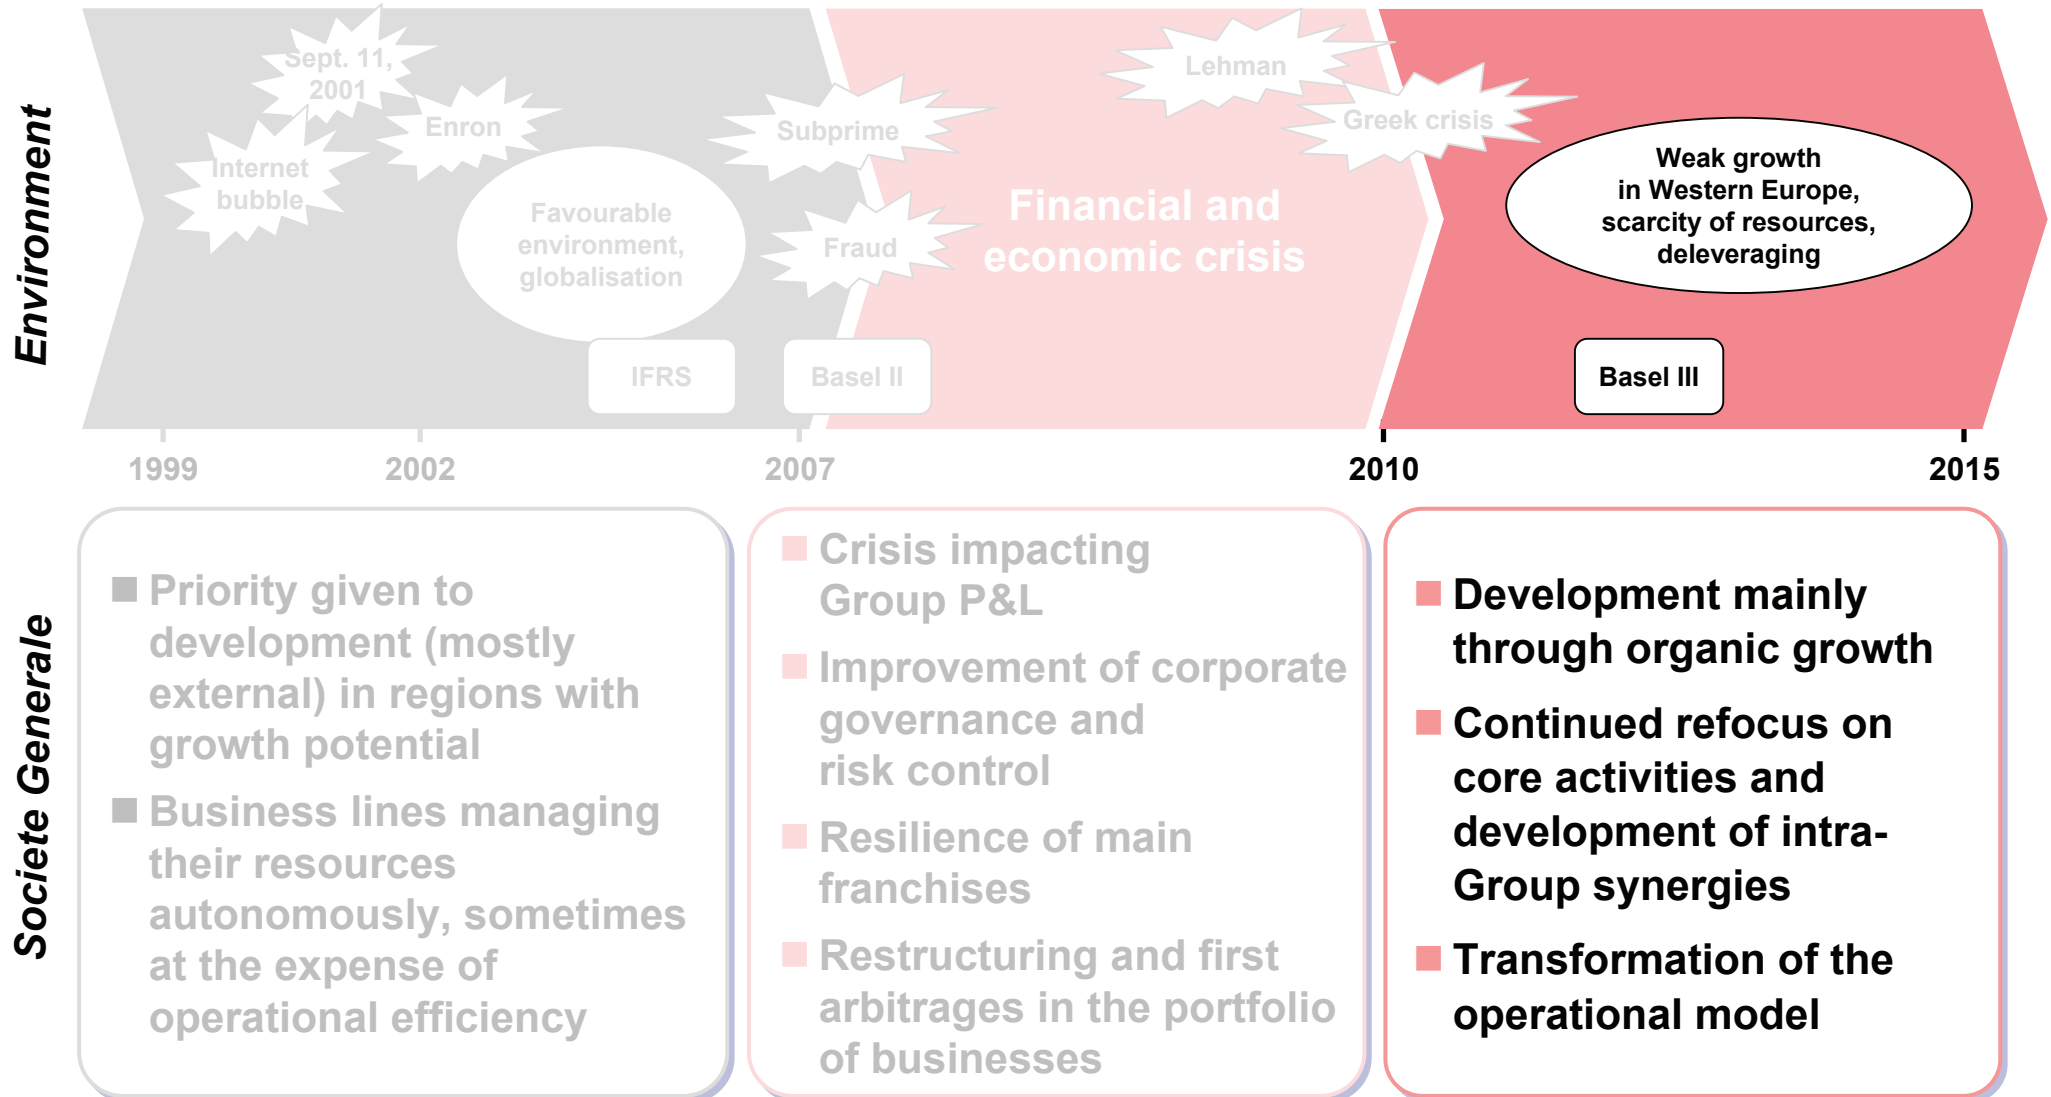 Environment
Sept. 11,
2001
Enron
Internet
bubble
Favourable
environment,
globalisation
IFRS
Subprime
Fraud
Basel II
Lehman
Greek crisis
Financial and
economic crisis
Weak growth
in Western Europe,
scarcity of resources,
deleveraging
Basel III
1999
2002
2007
2010
2015
Societe Generale
Priority given to
development (mostly
external) in regions with
growth potential
Business lines managing
their resources
autonomously, sometimes
at the expense of
operational efficiency
Crisis impacting
Group P&L
Improvement of corporate
governance and
risk control
Resilience of main
franchises
Restructuring and first
arbitrages in the portfolio
of businesses
Development mainly
through organic growth
Continued refocus on
core activities and
development of intra-
Group synergies
Transformation of the
operational model